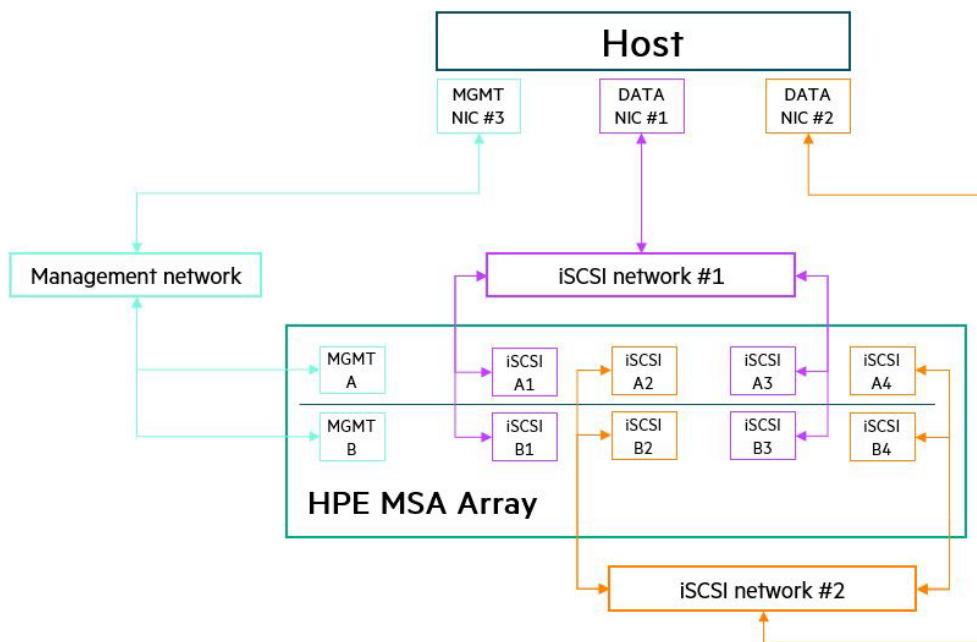 Host
MGMT
NIC #3
DATA
NIC #1
DATA
NIC #2
Management network
iSCSI network #1
MGMT
A
iSCSI
A1
iSCSI
A2
iSCSI
A3
iSCSI
A4
MGMT
B
iSCSI
B1
iSCSI
B2
iSCSI
B3
iSCSI
B4
HPE MSA Array
iSCSI network #2